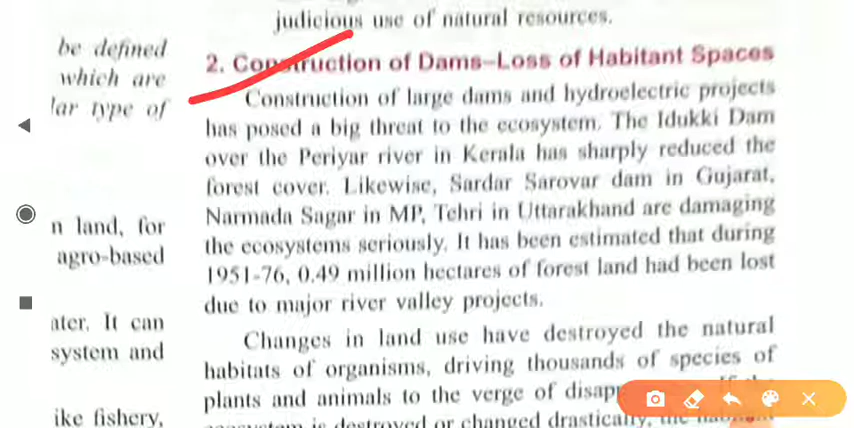 judicious use of natural resources.
be defined
which are
lar type of
n land, for
agro-based
ater. It can
system and
ike fishery,
2. Construction of Dams–Loss of Habitant Spaces
Construction of large dams and hydroelectric projects
has posed a big threat to the ecosystem. The Idukki Dam
over the Periyar river in Kerala has sharply reduced the
forest cover. Likewise, Sardar Sarovar dam in Gujarat,
Narmada Sagar in MP, Tehri in Uttarakhand are damaging
the ecosystems seriously. It has been estimated that during
1951-76, 0.49 million hectares of forest land had been lost
due to major river valley projects.
Changes in land use have destroyed the natural
habitats of organisms, driving thousands of species of
plants and animals to the verge of
is destroyed or changed drastically, the